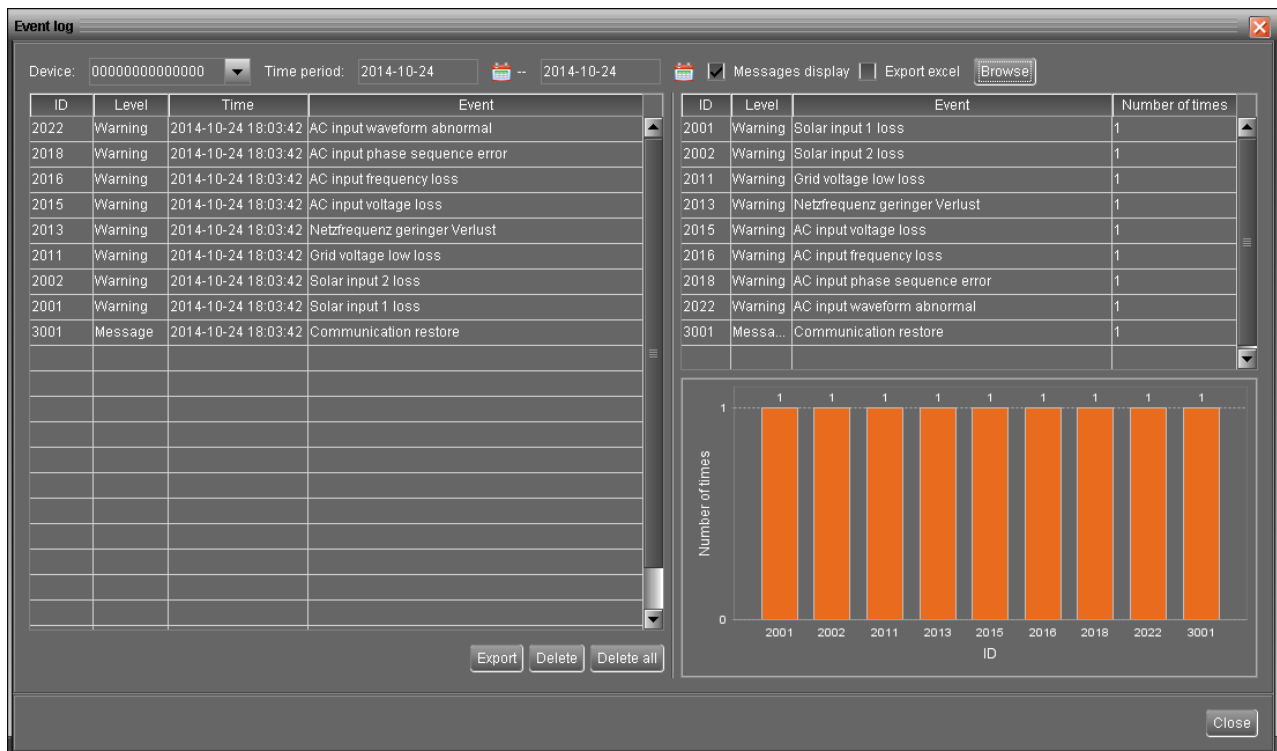 Event log
Device: 00000000000000 Time period: 2014-10-24 -- 2014-10-24 Messages display Export excel Browse
ID Level Time Event
2022 Warning 2014-10-24 18:03:42 AC input waveform abnormal
2018 Warning 2014-10-24 18:03:42 AC input phase sequence error
2016 Warning 2014-10-24 18:03:42 AC input frequency loss
2015 Warning 2014-10-24 18:03:42 AC input voltage loss
2013 Warning 2014-10-24 18:03:42 Netzfrequenz geringer Verlust
2011 Warning 2014-10-24 18:03:42 Grid voltage low loss
2002 Warning 2014-10-24 18:03:42 Solar input 2 loss
2001 Warning 2014-10-24 18:03:42 Solar input 1 loss
3001 Message 2014-10-24 18:03:42 Communication restore
Export Delete Delete all
ID Level Event Number of times
2001 Warning Solar input 1 loss 1
2002 Warning Solar input 2 loss 1
2011 Warning Grid voltage low loss 1
2013 Warning Netzfrequenz geringer Verlust 1
2015 Warning AC input voltage loss 1
2016 Warning AC input frequency loss 1
2018 Warning AC input phase sequence error 1
2022 Warning AC input waveform abnormal 1
3001 Messa... Communication restore 1
1 1 1 1 1 1 1 1 1
1
Number of times
0
2001 2002 2011 2013 2015 2016 2018 2022 3001
ID
Close